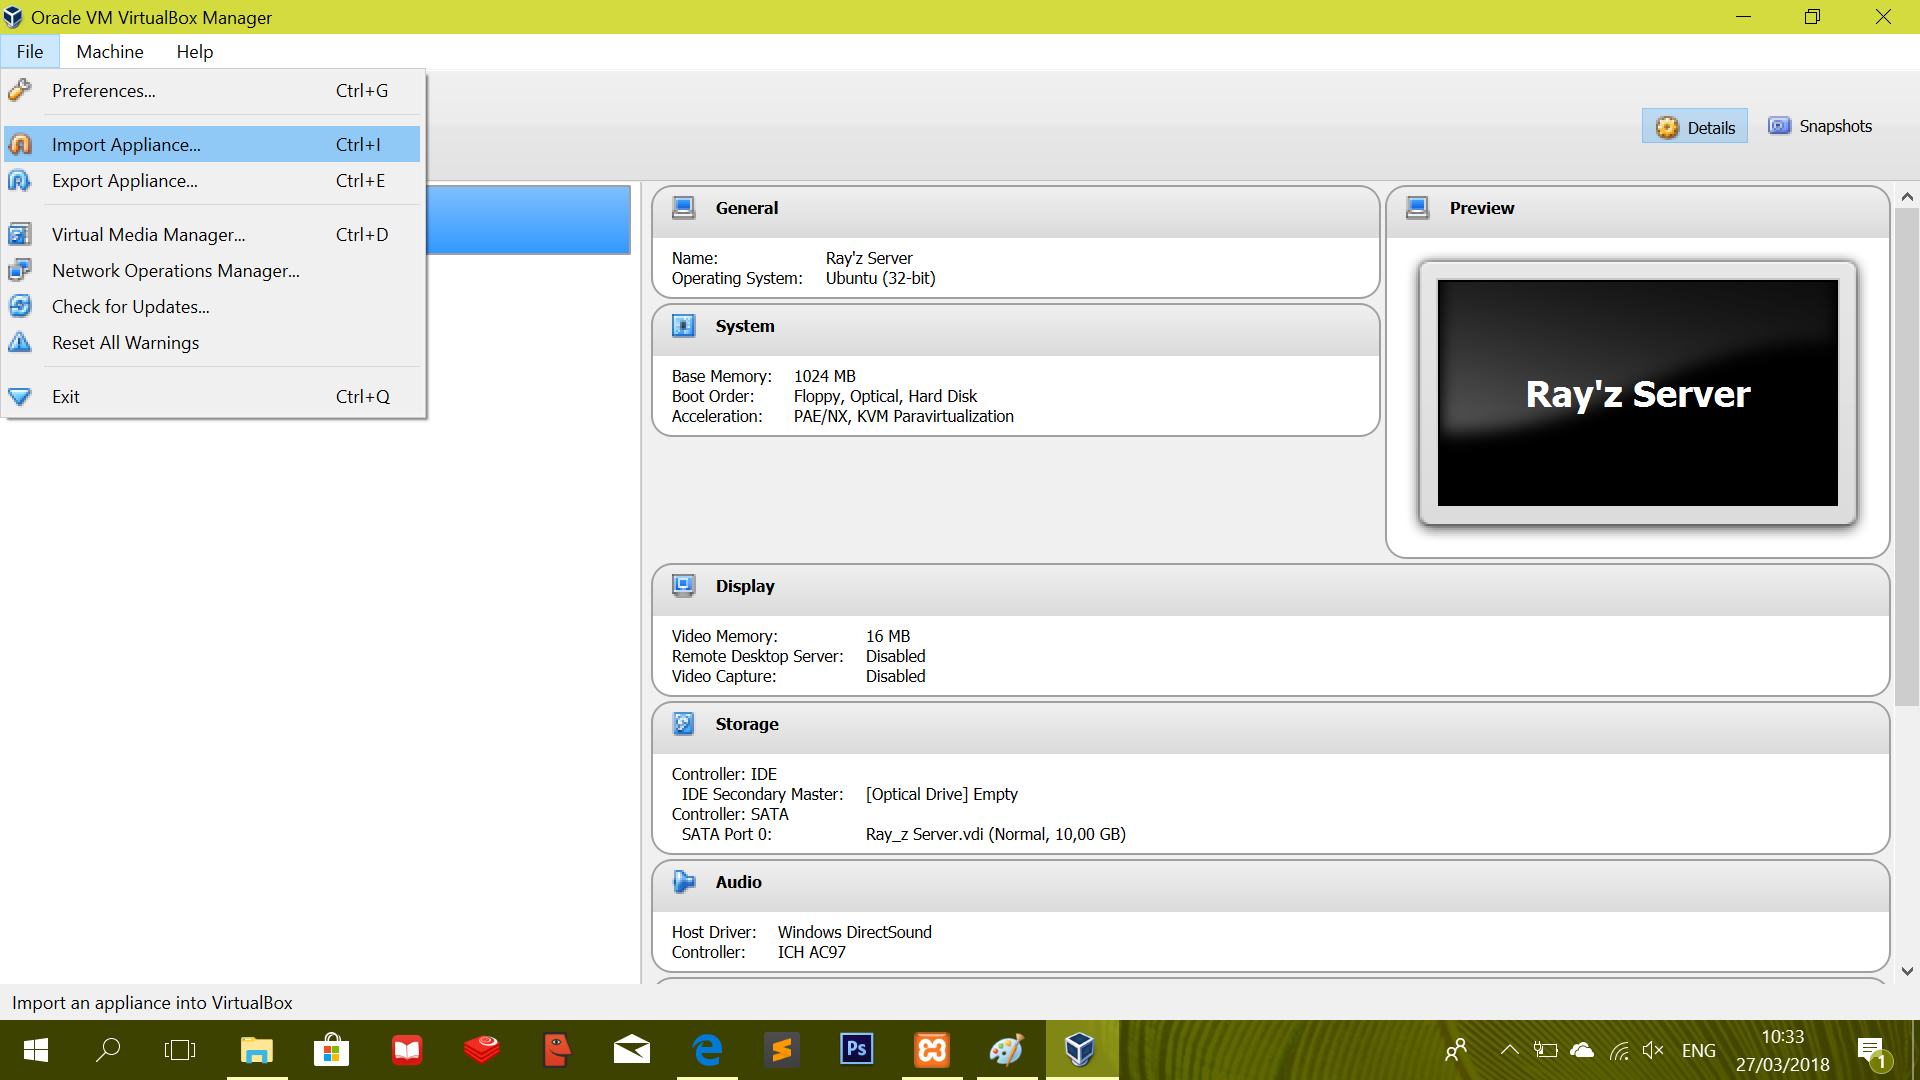 Oracle VM VirtualBox Manager
File Machine Help
Preferences... Ctrl+G
Import Appliance... Ctrl+I
Export Appliance... Ctrl+E
Virtual Media Manager... Ctrl+D
Network Operations Manager...
Check for Updates...
Reset All Warnings
Exit Ctrl+Q
Details Snapshots
General
Name: Ray'z Server
Operating System: Ubuntu (32-bit)
System
Base Memory: 1024 MB
Boot Order: Floppy, Optical, Hard Disk
Acceleration: PAE/NX, KVM Paravirtualization
Preview
Ray'z Server
Display
Video Memory: 16 MB
Remote Desktop Server: Disabled
Video Capture: Disabled
Storage
Controller: IDE
IDE Secondary Master: [Optical Drive] Empty
Controller: SATA
SATA Port 0: Ray_z Server.vdi (Normal, 10,00 GB)
Audio
Host Driver: Windows DirectSound
Controller: ICH AC97
Import an appliance into VirtualBox
Ps
ENG
10:33
27/03/2018
1